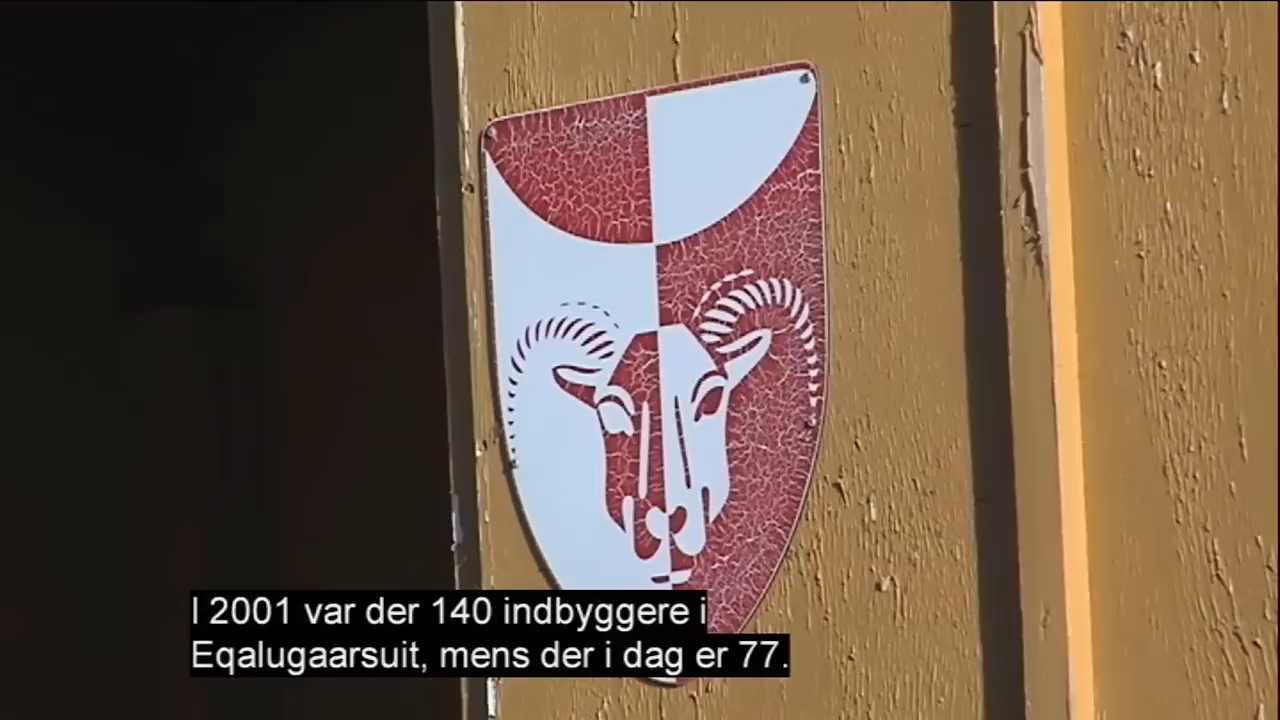 I 2001 var der 140 indbyggere i
Eqalugaarsuit, mens der i dag er 77.